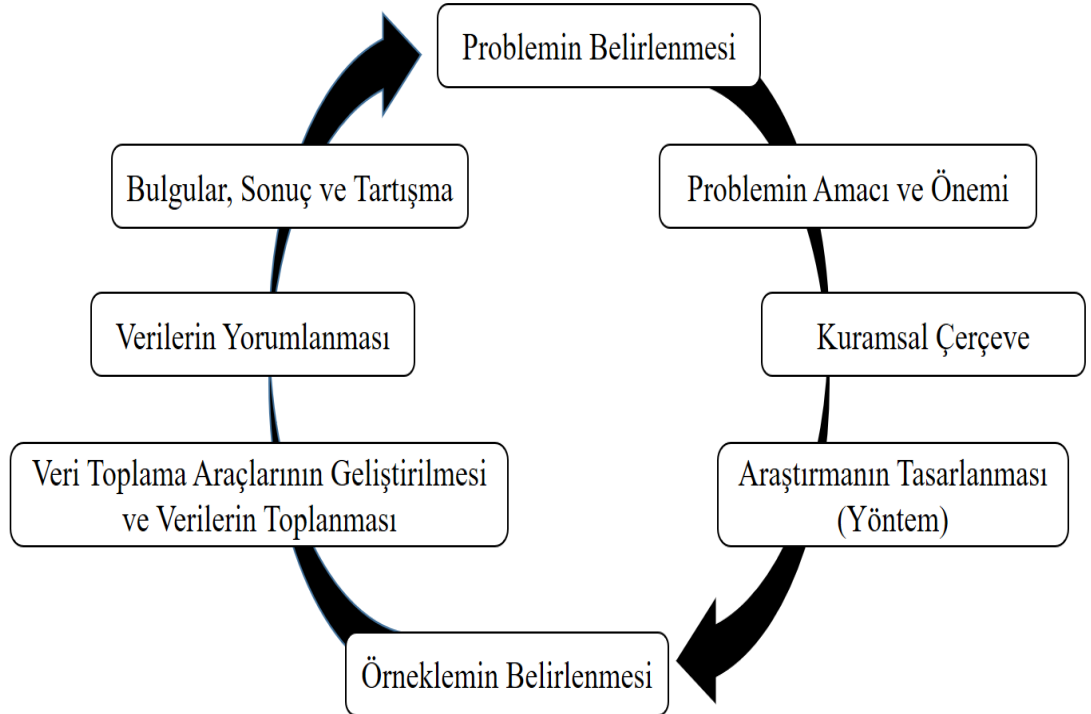 Problemin Belirlenmesi
Problemin Amacı ve Önemi
Kuramsal Çerçeve
Araştırmanın Tasarlanması
(Yöntem)
Örneklemin Belirlenmesi
Veri Toplama Araçlarının Geliştirilmesi
ve Verilerin Toplanması
Verilerin Yorumlanması
Bulgular, Sonuç ve Tartışma